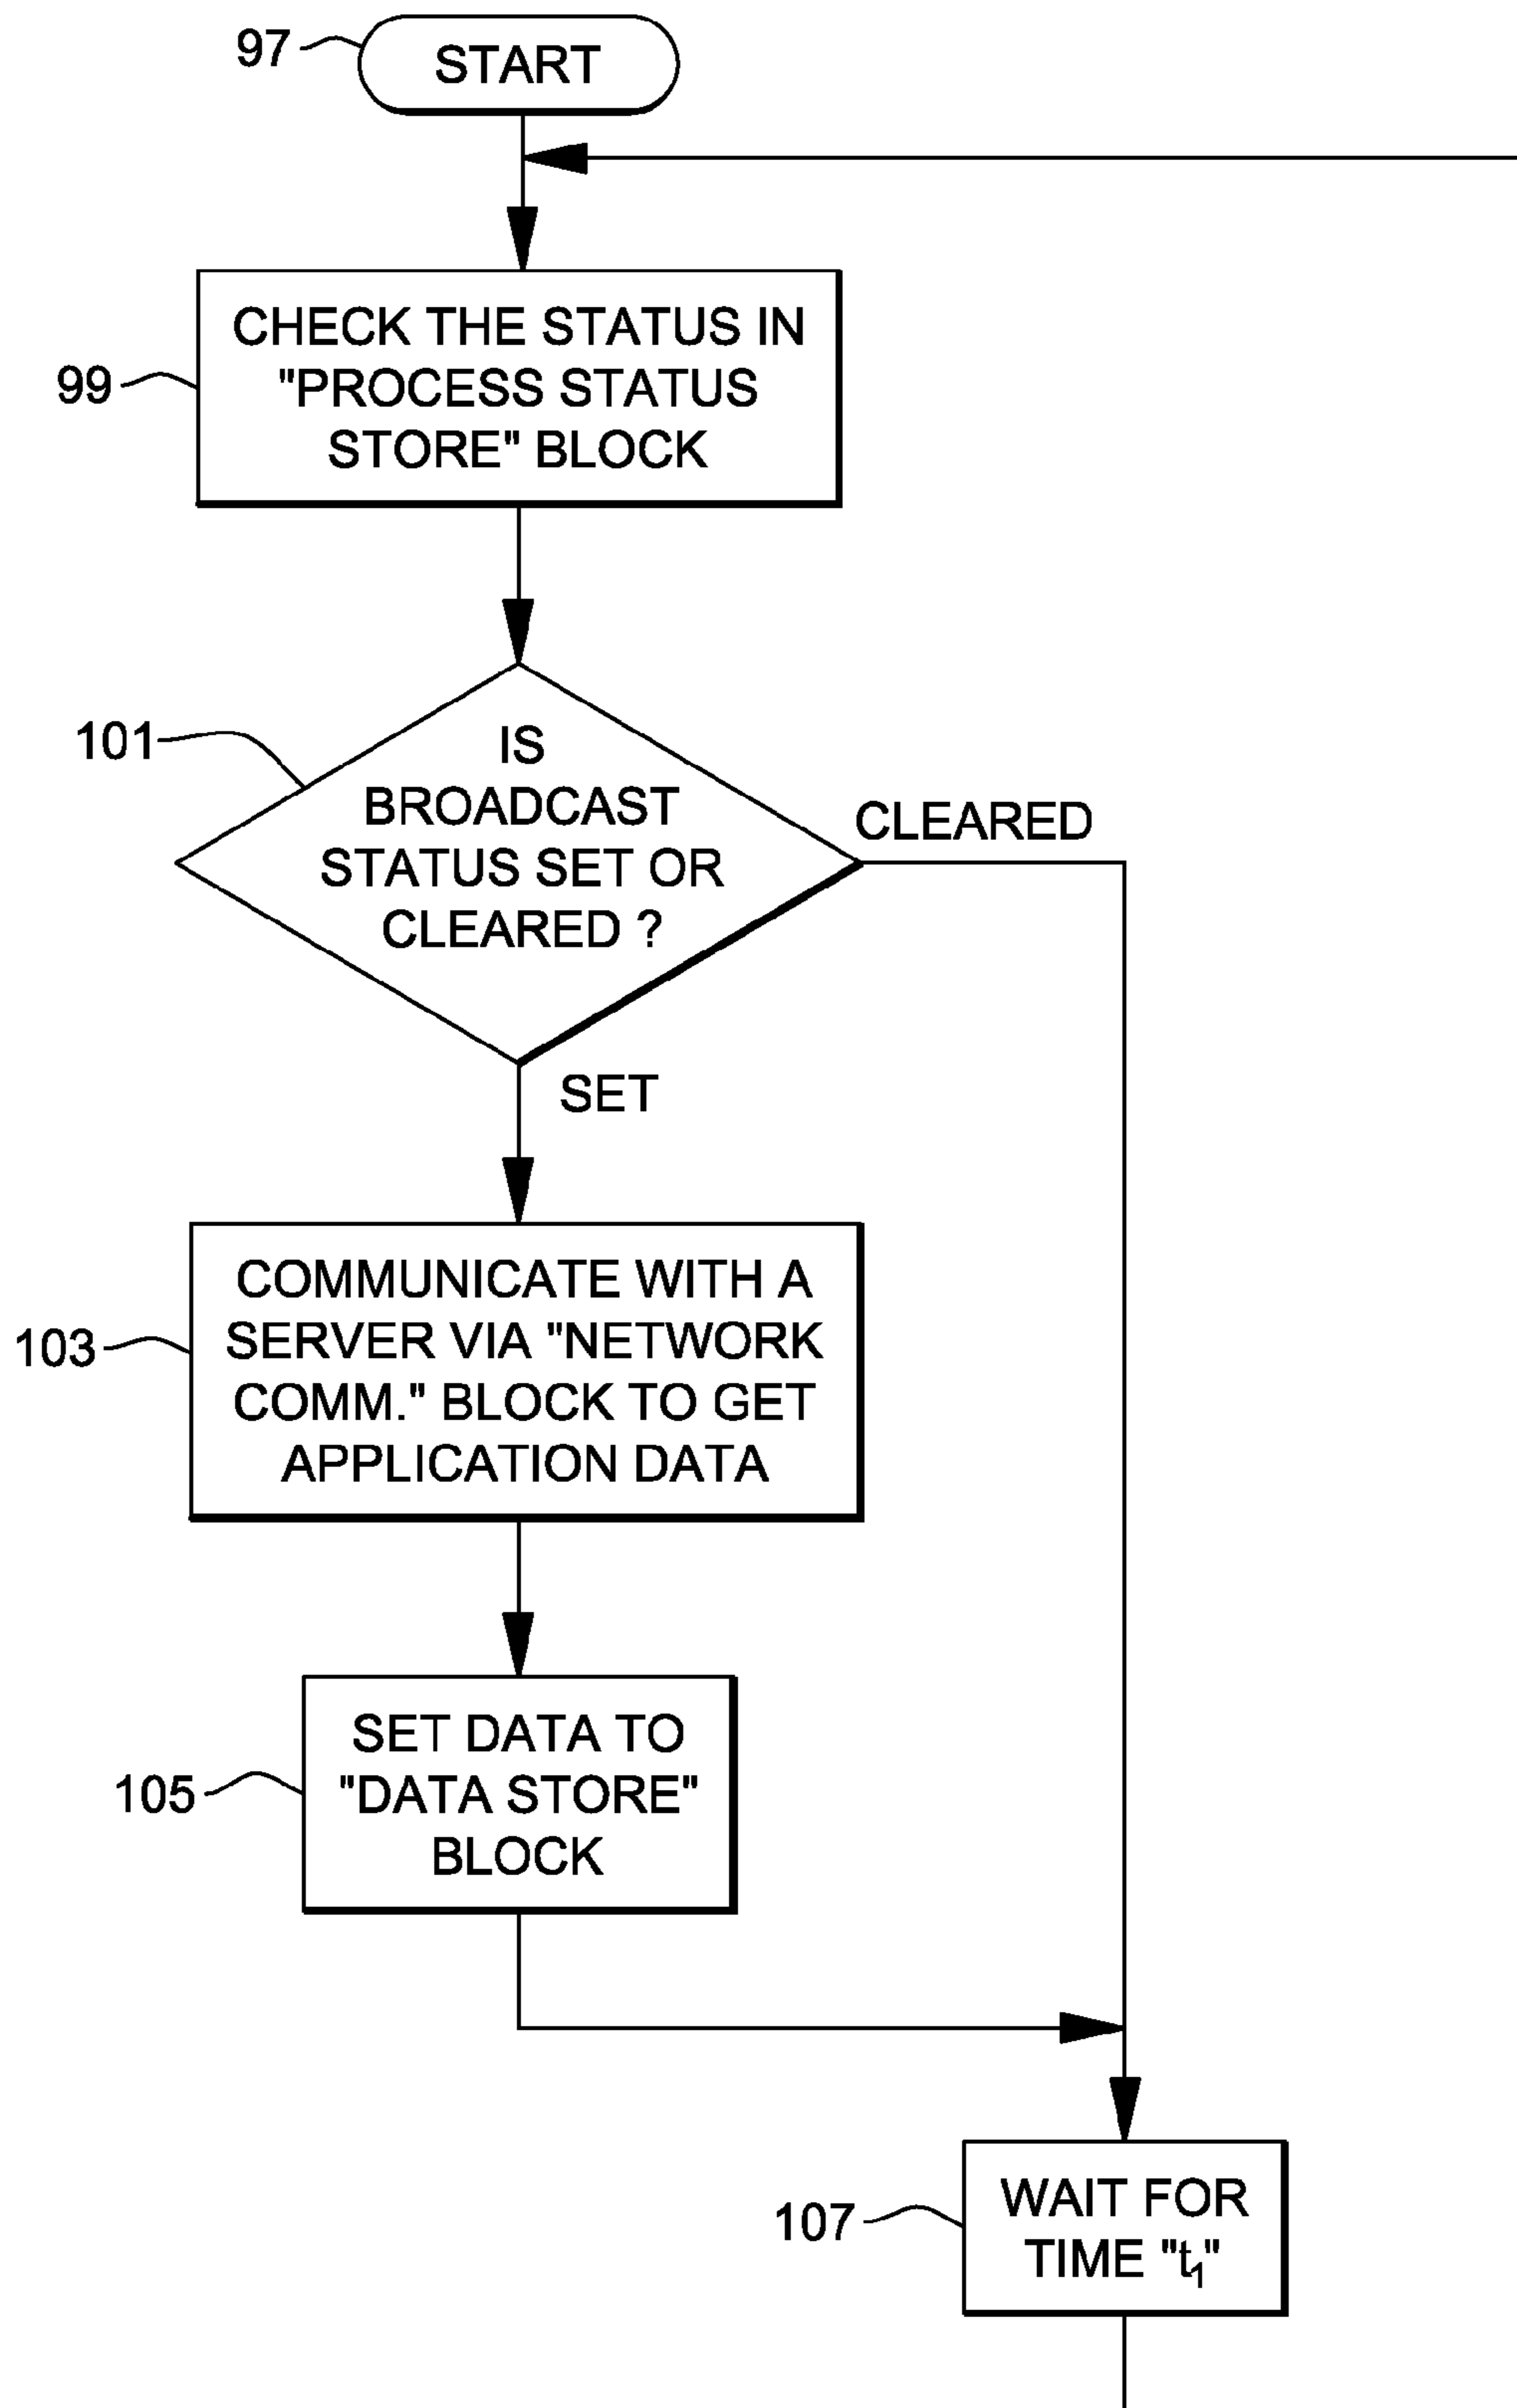 97
START
CHECK THE STATUS IN
"PROCESS STATUS
STORE" BLOCK
99
101
IS
BROADCAST
STATUS SET OR
CLEARED ?
CLEARED
SET
COMMUNICATE WITH A
SERVER VIA "NETWORK
COMM." BLOCK TO GET
APPLICATION DATA
103
SET DATA TO
"DATA STORE"
BLOCK
105
WAIT FOR
TIME "t₁"
107